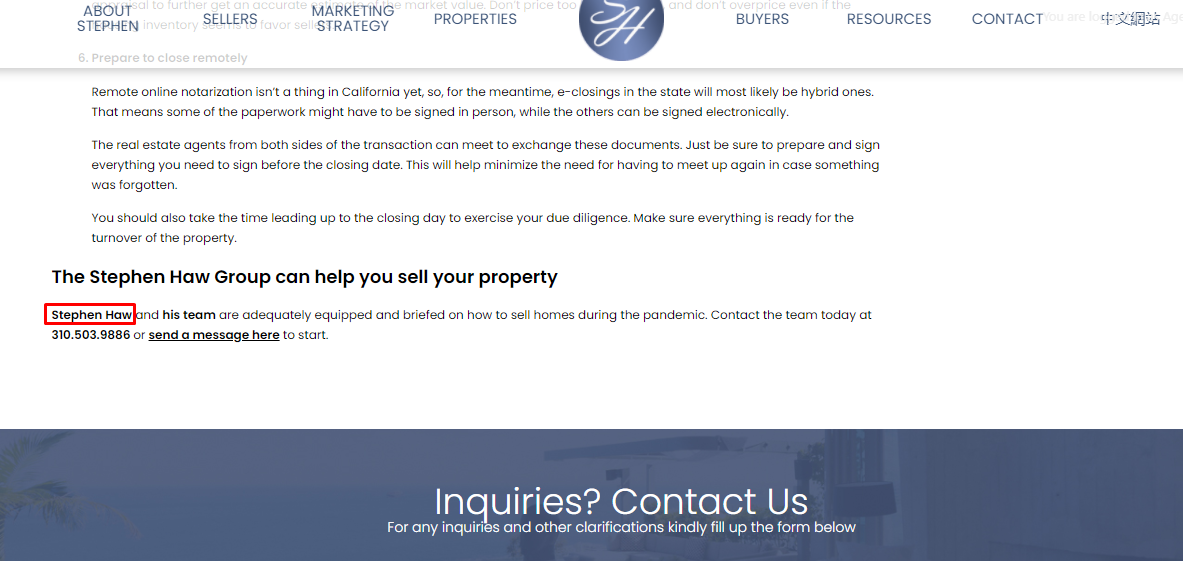 ABOUT STEPHEN
SELLERS
MARKETING STRATEGY
PROPERTIES
SH
BUYERS
RESOURCES
CONTACT
中文網站
to further get an accurate
market value. Don't price too
and don't overprice even if the
inventory seems to favor
6. Prepare to close remotely
Remote online notarization isn't a thing in California yet, so, for the meantime, e-closings in the state will most likely be hybrid ones.
That means some of the paperwork might have to be signed in person, while the others can be signed electronically.
The real estate agents from both sides of the transaction can meet to exchange these documents. Just be sure to prepare and sign
everything you need to sign before the closing date. This will help minimize the need for having to meet up again in case something
was forgotten.
You should also take the time leading up to the closing day to exercise your due diligence. Make sure everything is ready for the
turnover of the property.
The Stephen Haw Group can help you sell your property
Stephen Haw and his team are adequately equipped and briefed on how to sell homes during the pandemic. Contact the team today at
310.503.9886 or send a message here to start.
Inquiries? Contact Us
For any inquiries and other clarifications kindly fill up the form below